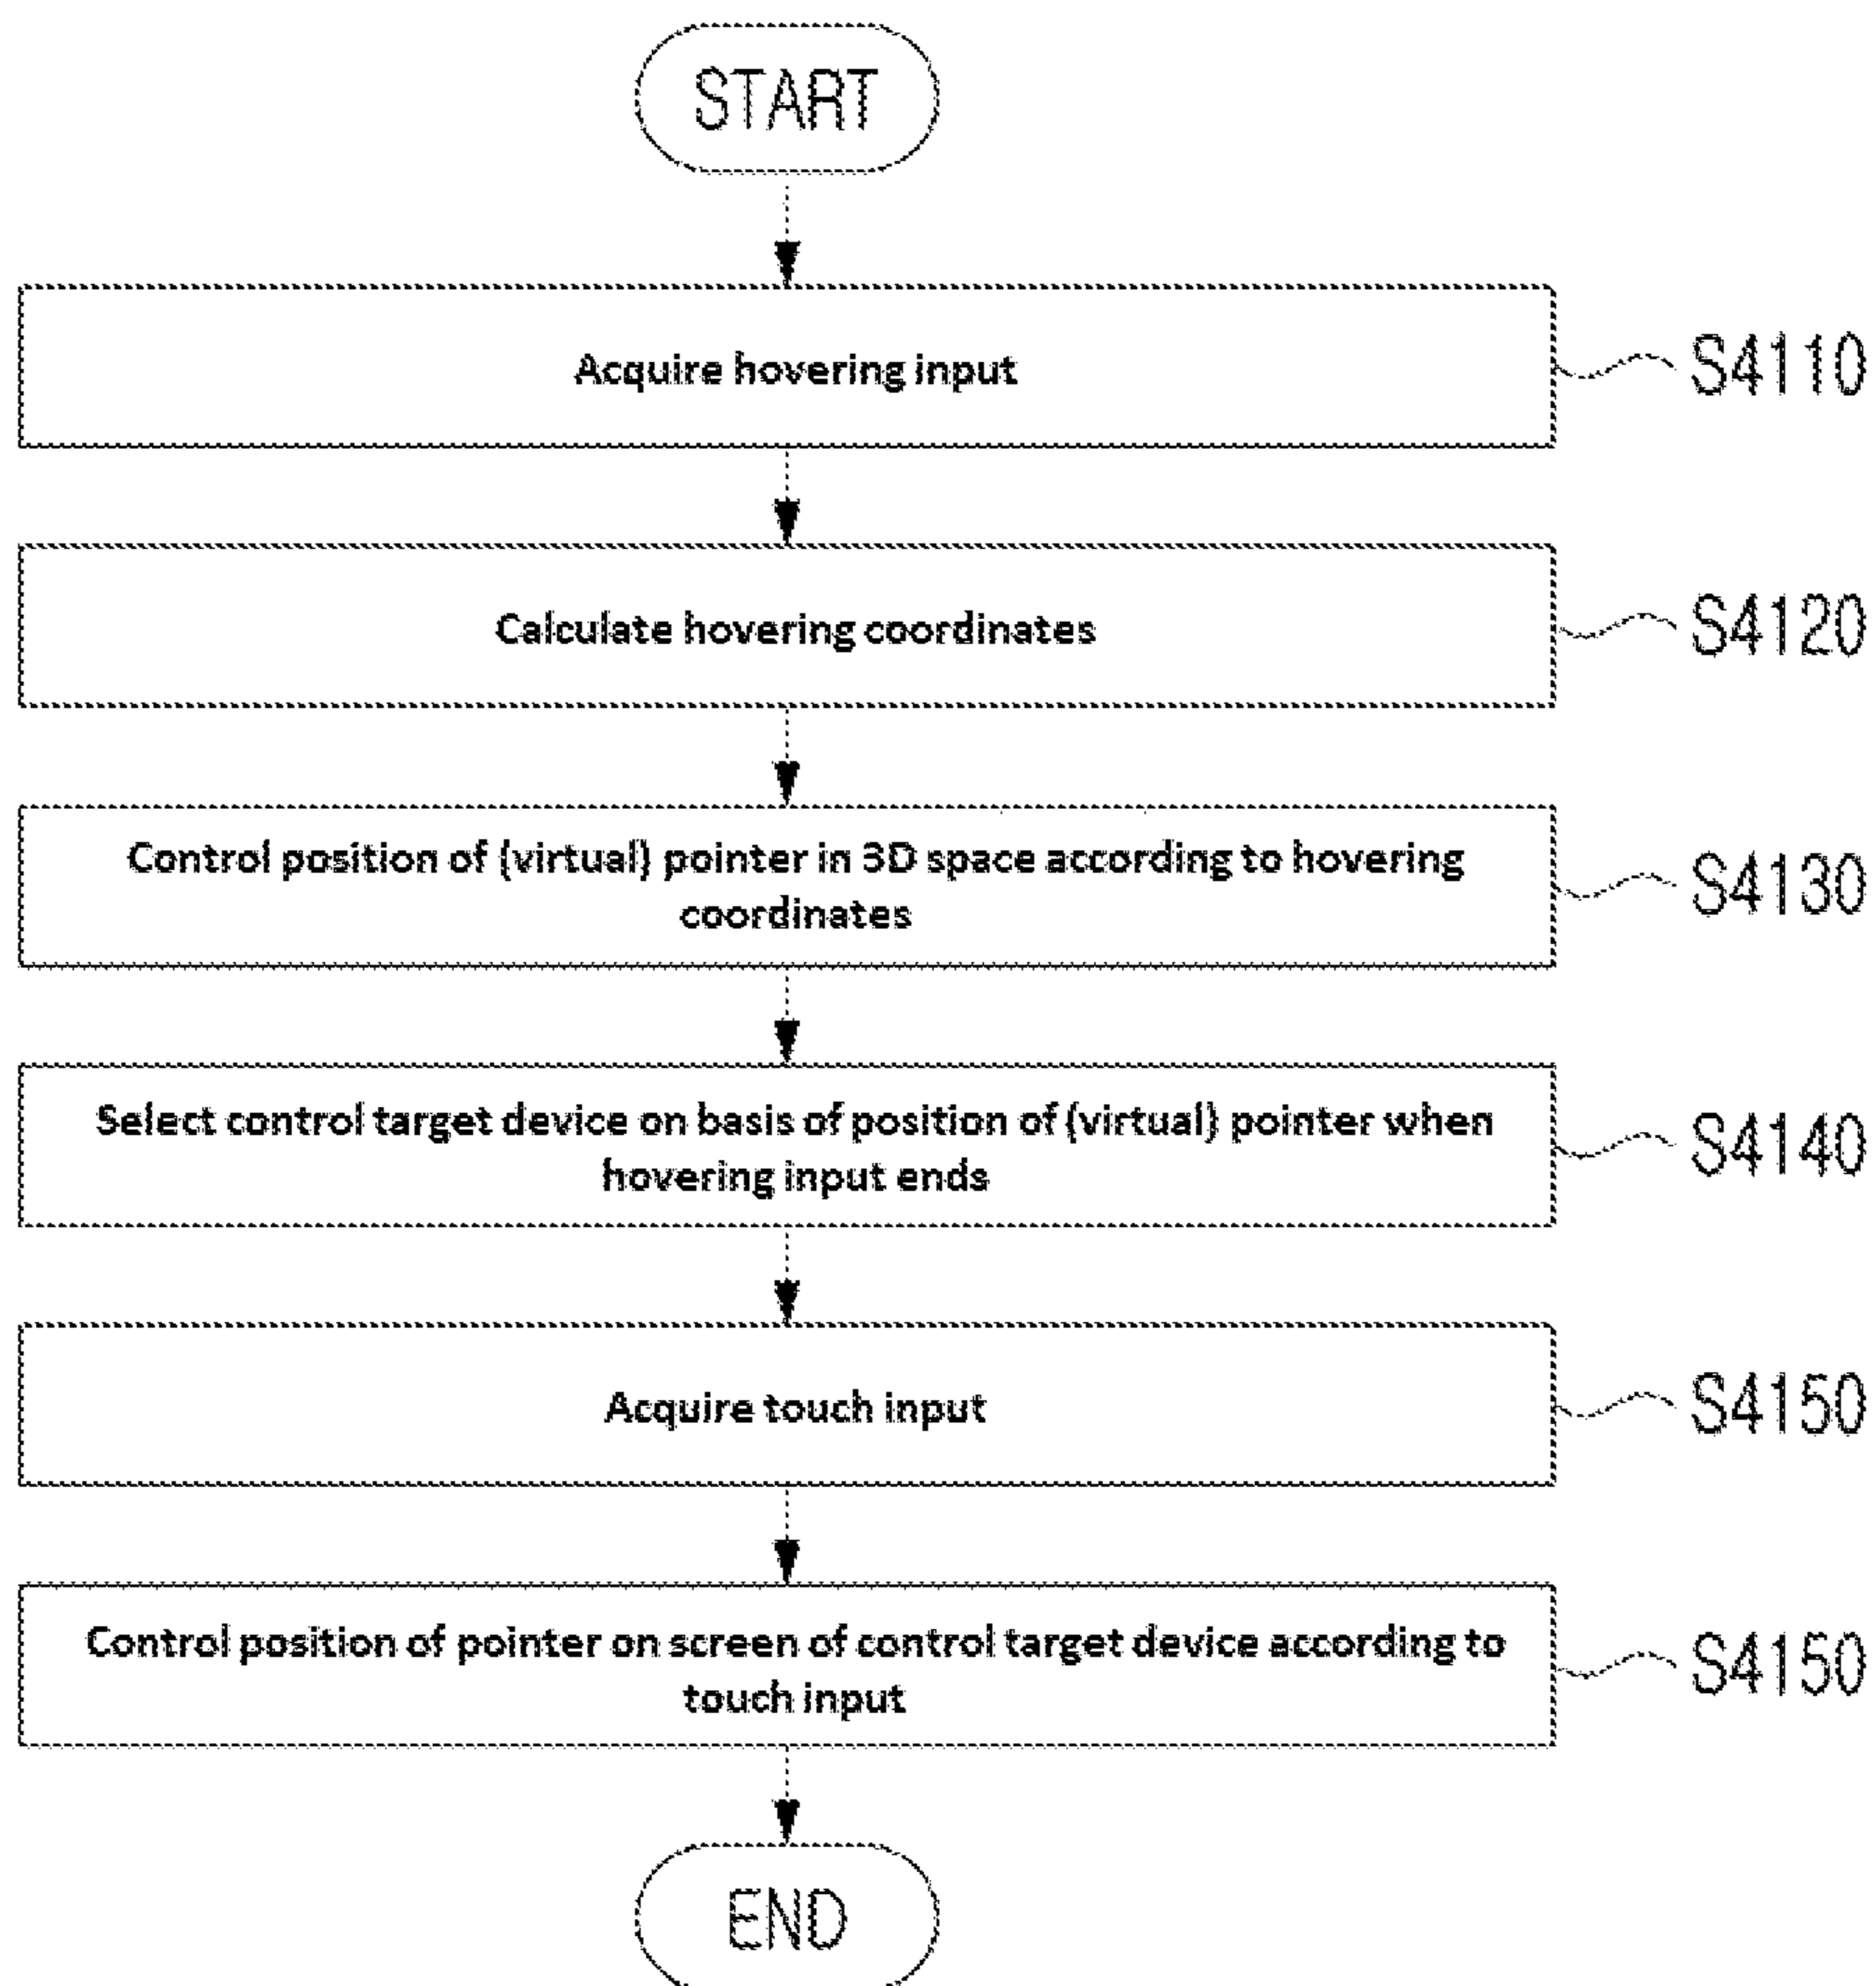 START
Acquire hovering input
S4110
Calculate hovering coordinates
S4120
Control position of (virtual) pointer in 3D space according to hovering
coordinates
S4130
Select control target device on basis of position of (virtual) pointer when
hovering input ends
S4140
Acquire touch input
S4150
Control position of pointer on screen of control target device according to
touch input
S4150
END